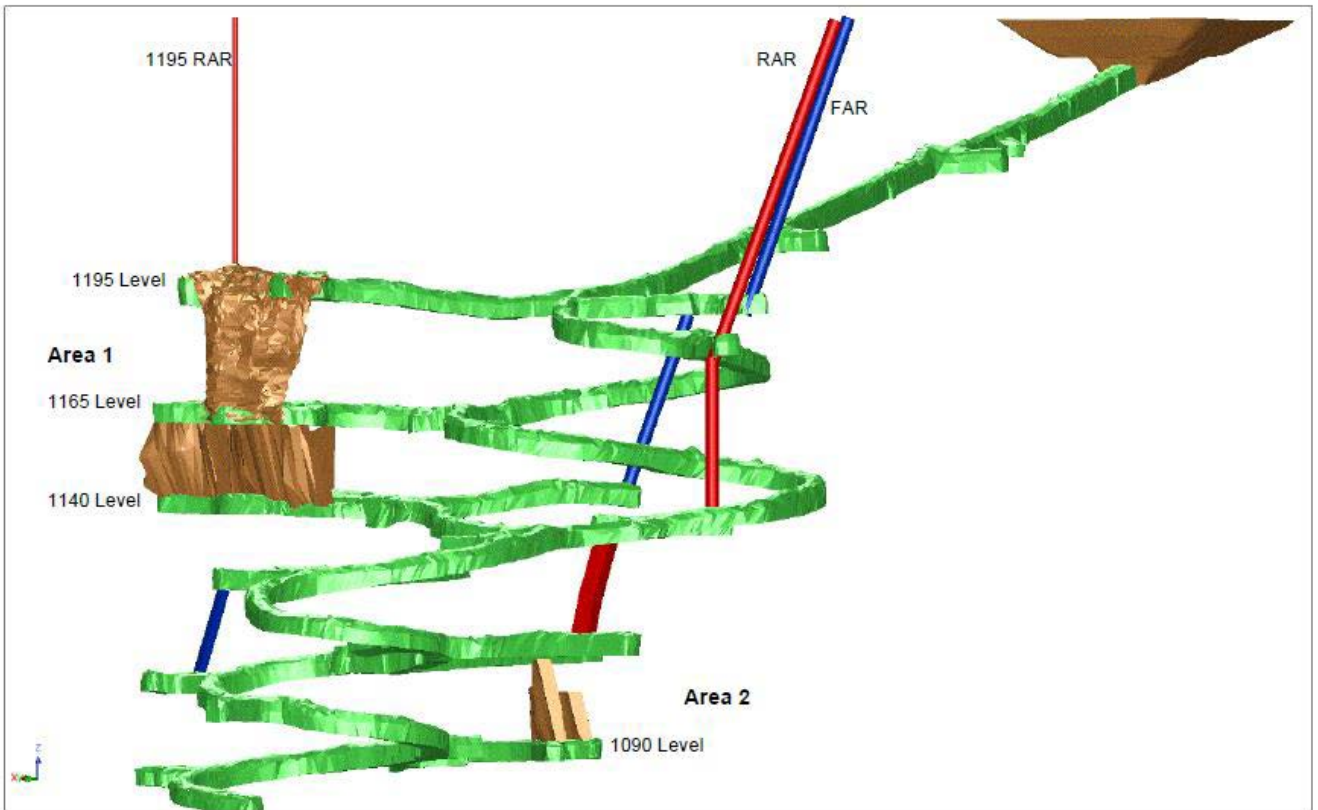 1195 RAR
RAR
FAR
1195 Level
Area 1
1165 Level
1140 Level
Area 2
1090 Level
Z